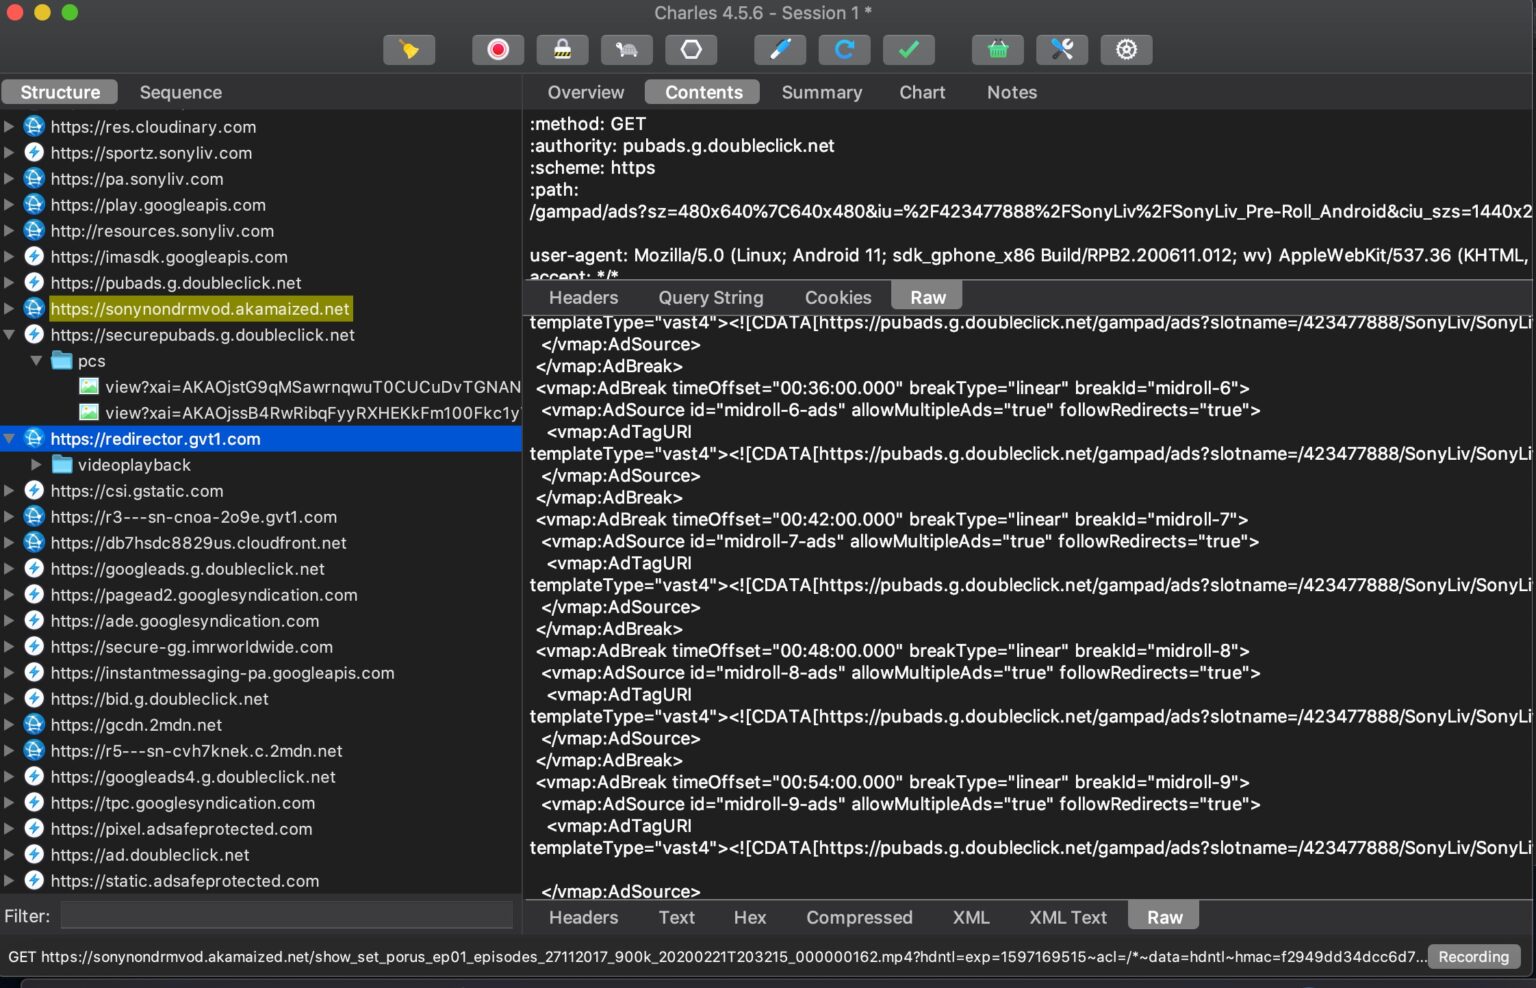 Charles 4.5.6 - Session 1 *
Structure
Sequence
https://res.cloudinary.com
https://sportz.sonyliv.com
https://pa.sonyliv.com
https://play.googleapis.com
http://resources.sonyliv.com
https://imasdk.googleapis.com
https://pubads.g.doubleclick.net
https://sonynondrmvod.akamaized.net
https://securepubads.g.doubleclick.net
pcs
view?xai=AKAOjstG9qMSawrnqwuT0CUCuDvTGNAN
view?xai=AKAOjssB4RwRibqFyyRXHEKkFm100Fkc1y
https://redirector.gvt1.com
videoplayback
https://csi.gstatic.com
https://r3---sn-cnoa-2o9e.gvt1.com
https://db7hsdc8829us.cloudfront.net
https://googleads.g.doubleclick.net
https://pagead2.googlesyndication.com
https://ade.googlesyndication.com
https://secure-gg.imrworldwide.com
https://instantmessaging-pa.googleapis.com
https://bid.g.doubleclick.net
https://gcdn.2mdn.net
https://r5---sn-cvh7knek.c.2mdn.net
https://googleads4.g.doubleclick.net
https://tpc.googlesyndication.com
https://pixel.adsafeprotected.com
https://ad.doubleclick.net
https://static.adsafeprotected.com
Filter:
Overview Contents Summary Chart Notes
:method: GET
:authority: pubads.g.doubleclick.net
:scheme: https
:path:
/gampad/ads?sz=480x640%7C640x480&iu=%2F423477888%2FSonyLiv%2FSonyLiv_Pre-Roll_Android&ciu_szs=1440x2
user-agent: Mozilla/5.0 (Linux; Android 11; sdk_gphone_x86 Build/RPB2.200611.012; wv) AppleWebKit/537.36 (KHTML,
accept: */*
Headers Query String Cookies Raw
templateType="vast4"><![CDATA[https://pubads.g.doubleclick.net/gampad/ads?slotname=/423477888/SonyLiv/SonyLi
</vmap:AdSource>
</vmap:AdBreak>
<vmap:AdBreak timeOffset="00:36:00.000" breakType="linear" breakId="midroll-6">
<vmap:AdSource id="midroll-6-ads" allowMultipleAds="true" followRedirects="true">
<vmap:AdTagURI
templateType="vast4"><![CDATA[https://pubads.g.doubleclick.net/gampad/ads?slotname=/423477888/SonyLiv/SonyLi
</vmap:AdSource>
</vmap:AdBreak>
<vmap:AdBreak timeOffset="00:42:00.000" breakType="linear" breakId="midroll-7">
<vmap:AdSource id="midroll-7-ads" allowMultipleAds="true" followRedirects="true">
<vmap:AdTagURI
templateType="vast4"><![CDATA[https://pubads.g.doubleclick.net/gampad/ads?slotname=/423477888/SonyLiv/SonyLi
</vmap:AdSource>
</vmap:AdBreak>
<vmap:AdBreak timeOffset="00:48:00.000" breakType="linear" breakId="midroll-8">
<vmap:AdSource id="midroll-8-ads" allowMultipleAds="true" followRedirects="true">
<vmap:AdTagURI
templateType="vast4"><![CDATA[https://pubads.g.doubleclick.net/gampad/ads?slotname=/423477888/SonyLiv/SonyLi
</vmap:AdSource>
</vmap:AdBreak>
<vmap:AdBreak timeOffset="00:54:00.000" breakType="linear" breakId="midroll-9">
<vmap:AdSource id="midroll-9-ads" allowMultipleAds="true" followRedirects="true">
<vmap:AdTagURI
templateType="vast4"><![CDATA[https://pubads.g.doubleclick.net/gampad/ads?slotname=/423477888/SonyLiv/SonyLi
</vmap:AdSource>
Headers Text Hex Compressed XML XML Text Raw
GET https://sonynondrmvod.akamaized.net/show_set_porus_ep01_episodes_27112017_900k_20200221T203215_000000162.mp4?hdntl=exp=1597169515~acl=/*~data=hdntl~hmac=f2949dd34dcc6d7...
Recording